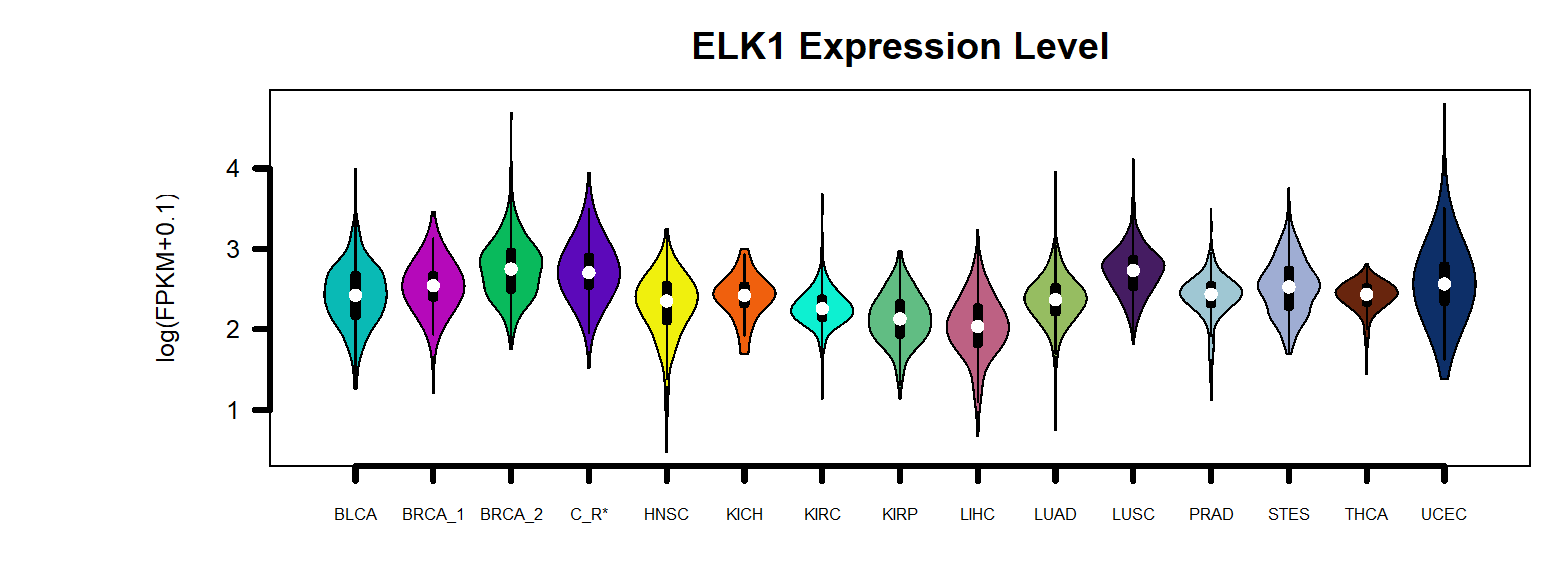 ELK1 Expression Level
log(FPKM+0.1)
4
3
2
1
BLCA BRCA_1 BRCA_2 C_R* HNSC KICH KIRC KIRP LIHC LUAD LUSC PRAD STES THCA UCEC